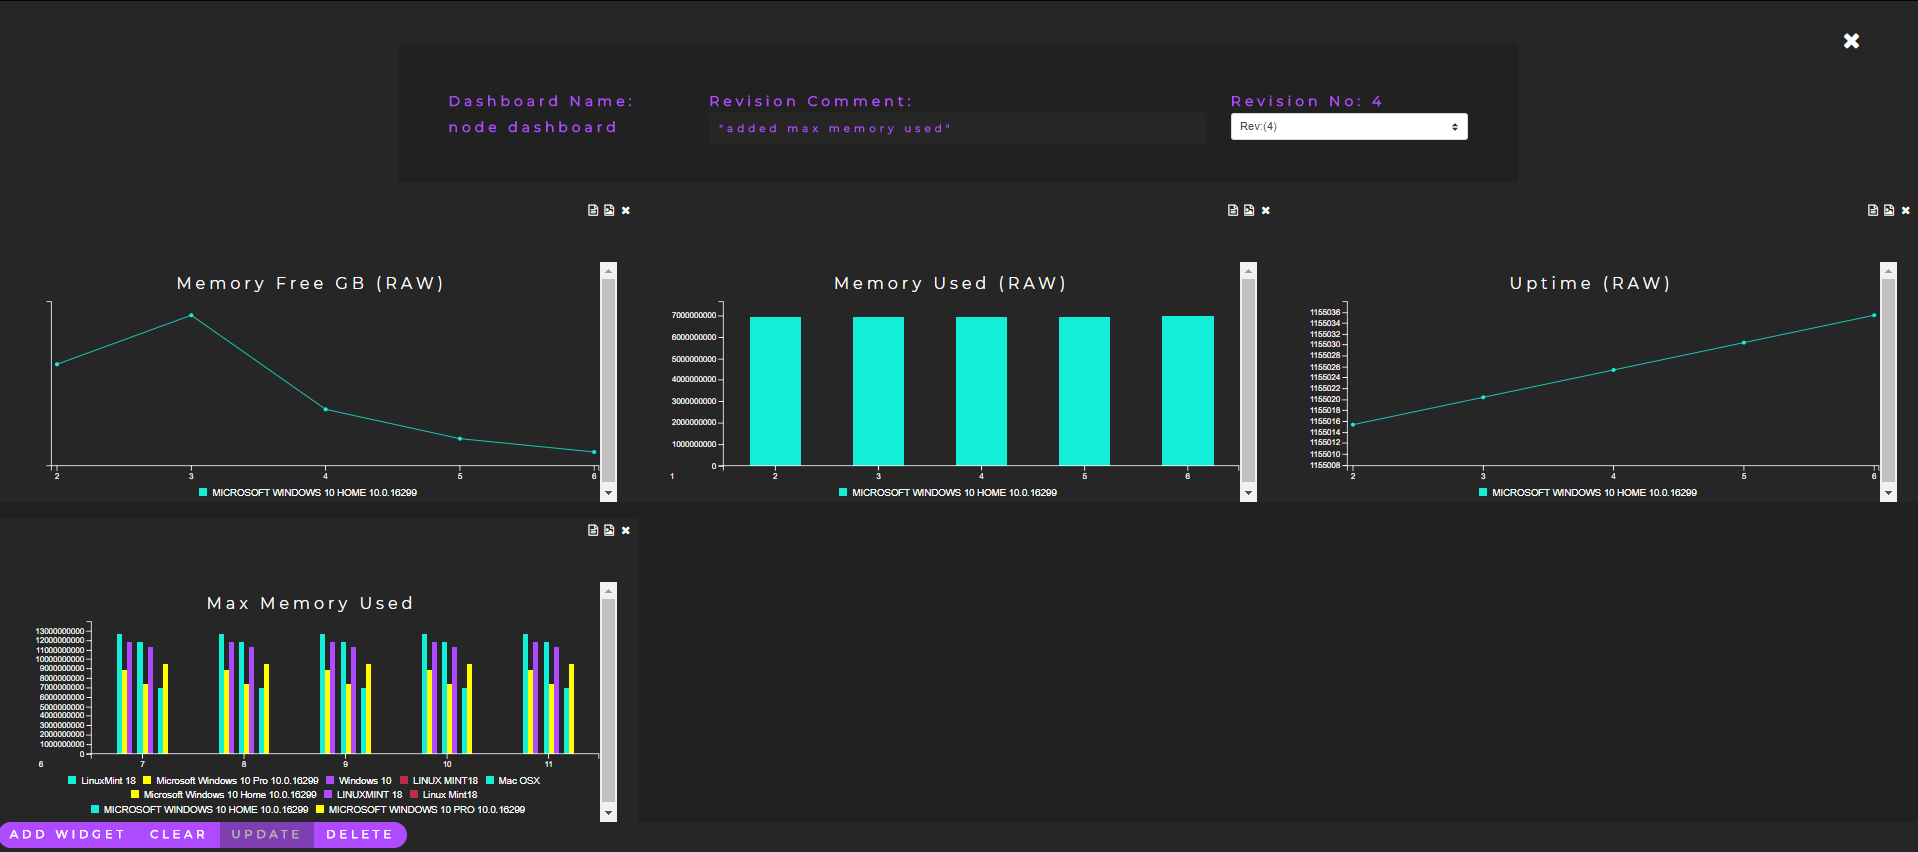 Dashboard Name:
node dashboard
Revision Comment:
"added max memory used"
Revision No: 4
Rev:(4)
Memory Free GB (RAW)
2 3 4 5 6
MICROSOFT WINDOWS 10 HOME 10.0.16299
Memory Used (RAW)
7000000000
6000000000
5000000000
4000000000
3000000000
2000000000
1000000000
0
1 2 3 4 5 6
MICROSOFT WINDOWS 10 HOME 10.0.16299
Uptime (RAW)
1155036
1155034
1155032
1155030
1155028
1155026
1155024
1155022
1155020
1155018
1155016
1155014
1155012
1155010
1155008
2 3 4 5 6
MICROSOFT WINDOWS 10 HOME 10.0.16299
Max Memory Used
13000000000
12000000000
11000000000
10000000000
9000000000
8000000000
7000000000
6000000000
5000000000
4000000000
3000000000
2000000000
1000000000
0
6 7 8 9 10 11
LinuxMint 18 Microsoft Windows 10 Pro 10.0.16299 Windows 10 LINUX MINT18 Mac OSX
Microsoft Windows 10 Home 10.0.16299 LINUXMINT 18 Linux Mint18
MICROSOFT WINDOWS 10 HOME 10.0.16299 MICROSOFT WINDOWS 10 PRO 10.0.16299
ADD WIDGET CLEAR UPDATE DELETE